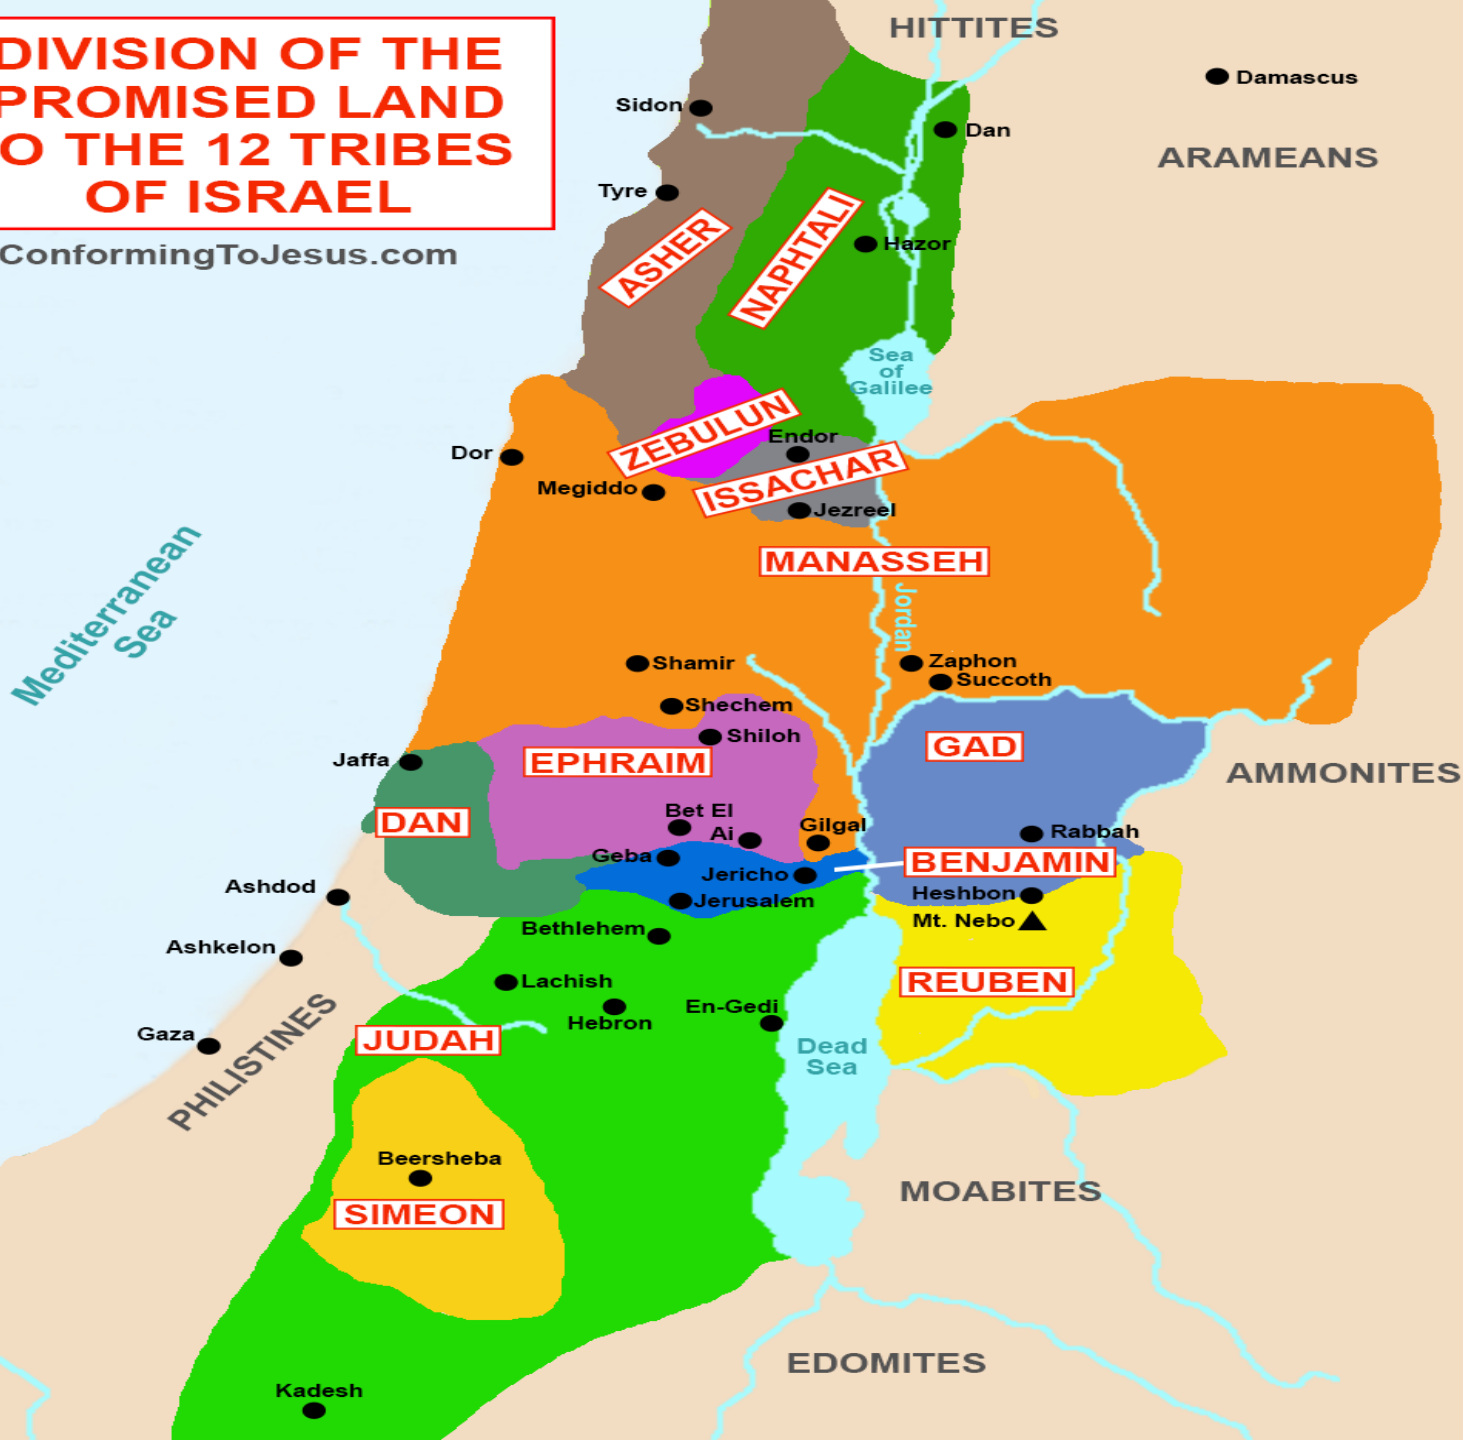 DIVISION OF THE
PROMISED LAND
O THE 12 TRIBES
OF ISRAEL
ConformingToJesus.com
HITTITES
Damascus
Sidon
Dan
ARAMEANS
Tyre
ASHER
NAPHTALI
Hazor
Sea
of
Galilee
ZEBULUN
Endor
Dor
ISSACHAR
Megiddo
Jezreel
MANASSEH
Mediterranean
Sea
Jordan
Shamir
Zaphon
Succoth
Shechem
Shiloh
GAD
Jaffa
EPHRAIM
AMMONITES
Bet El
DAN
Ai
Gilgal
Rabbah
Geba
BENJAMIN
Jericho
Ashdod
Heshbon
Jerusalem
Mt. Nebo
Bethlehem
Ashkelon
Lachish
REUBEN
En-Gedi
Hebron
Gaza
JUDAH
Dead
Sea
PHILISTINES
Beersheba
MOABITES
SIMEON
EDOMITES
Kadesh